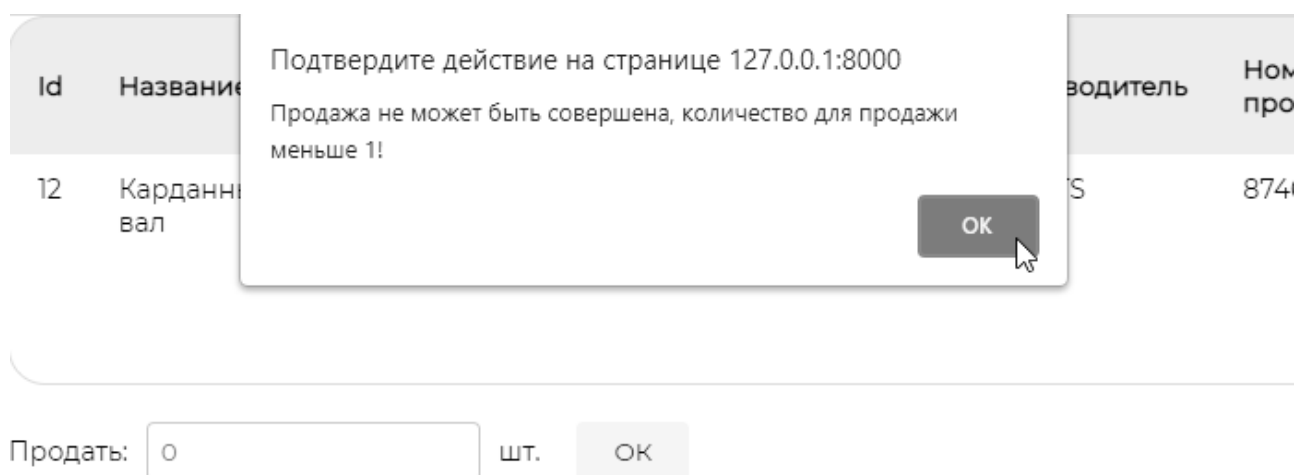 Подтвердите действие на странице 127.0.0.1:8000
Продажа не может быть совершена, количество для продажи
меньше 1!
ОК
Id Название
12
вал
Продать: 0 шт. ОК